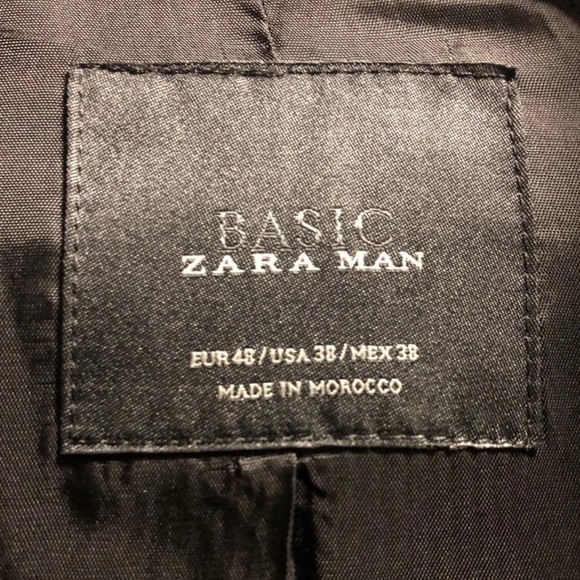 BASIC
ZARA MAN
EUR 48 / USA 38 / MEX 38
MADE IN MOROCCO